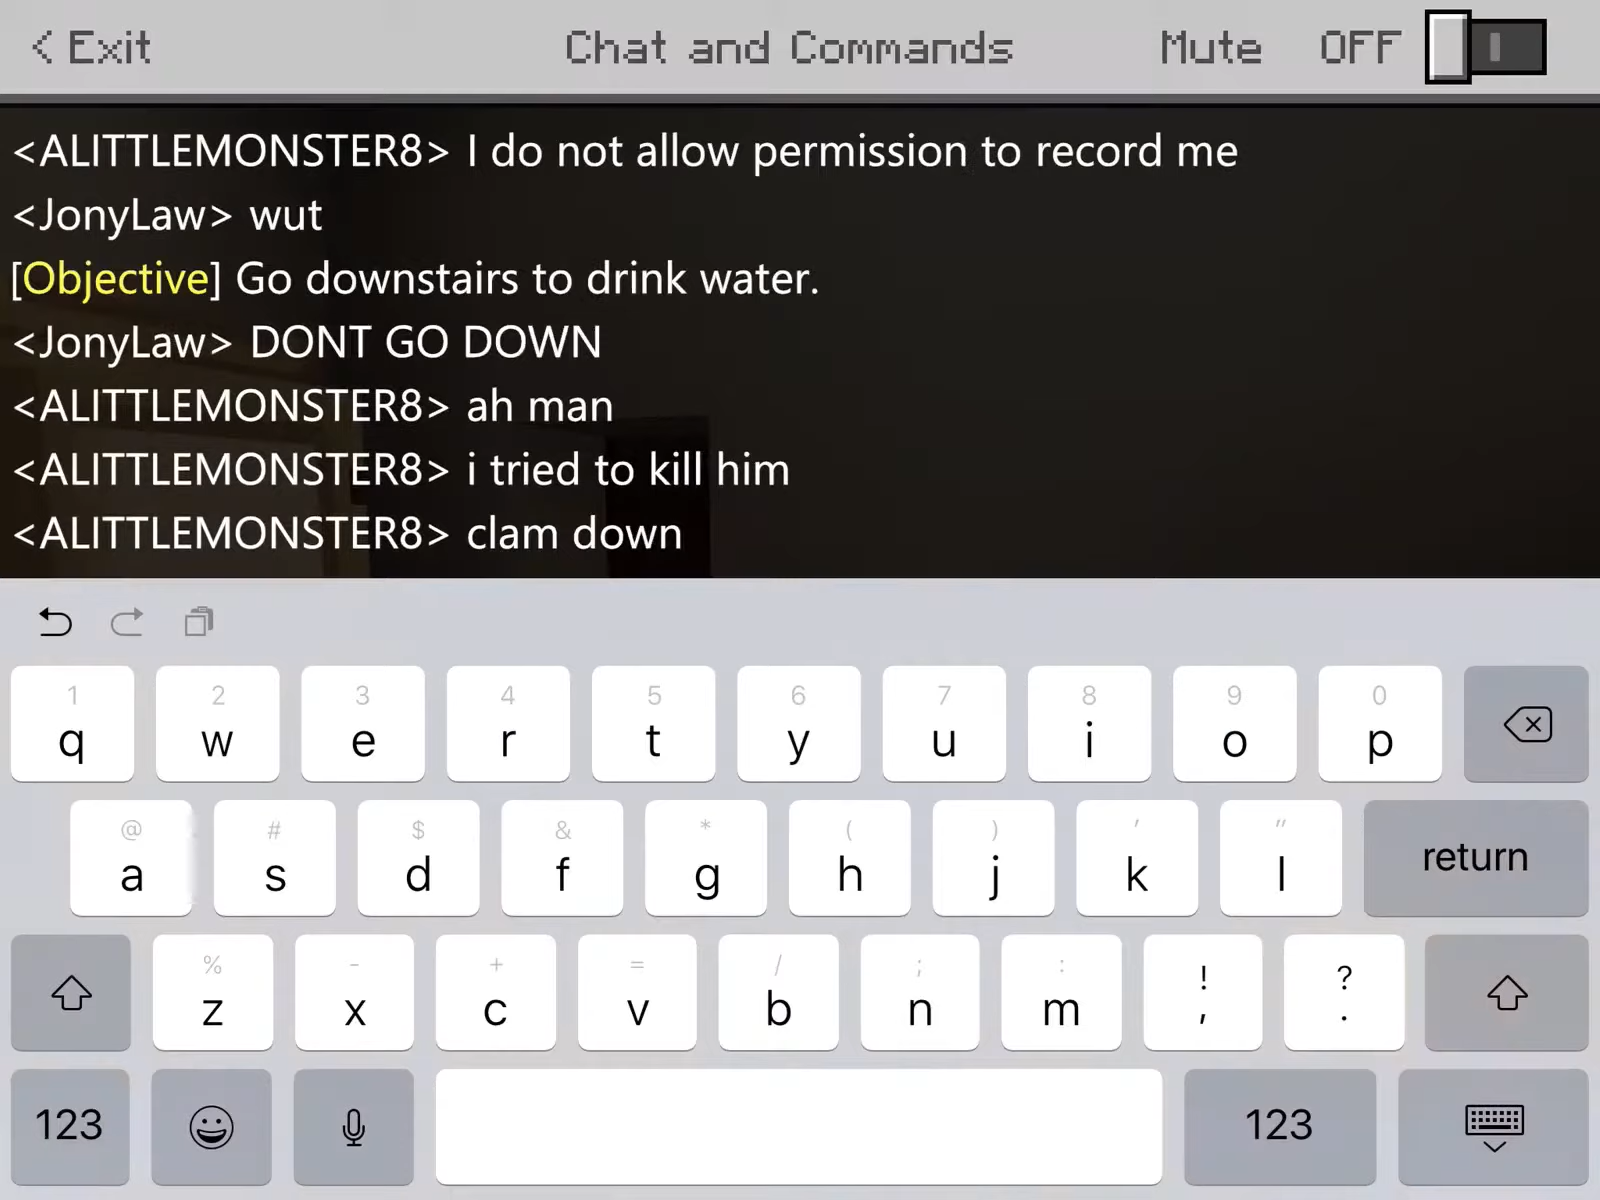 < Exit Chat and Commands Mute OFF
<ALITTLEMONSTER8> I do not allow permission to record me
<JonyLaw> wut
[Objective] Go downstairs to drink water.
<JonyLaw> DONT GO DOWN
<ALITTLEMONSTER8> ah man
<ALITTLEMONSTER8> i tried to kill him
<ALITTLEMONSTER8> clam down
1 2 3 4 5 6 7 8 9 0
q w e r t y u i o p
@ # $ & * ( ) ' "
a s d f g h j k l return
% - + = / ; : ! ?
z x c v b n m , .
123 123